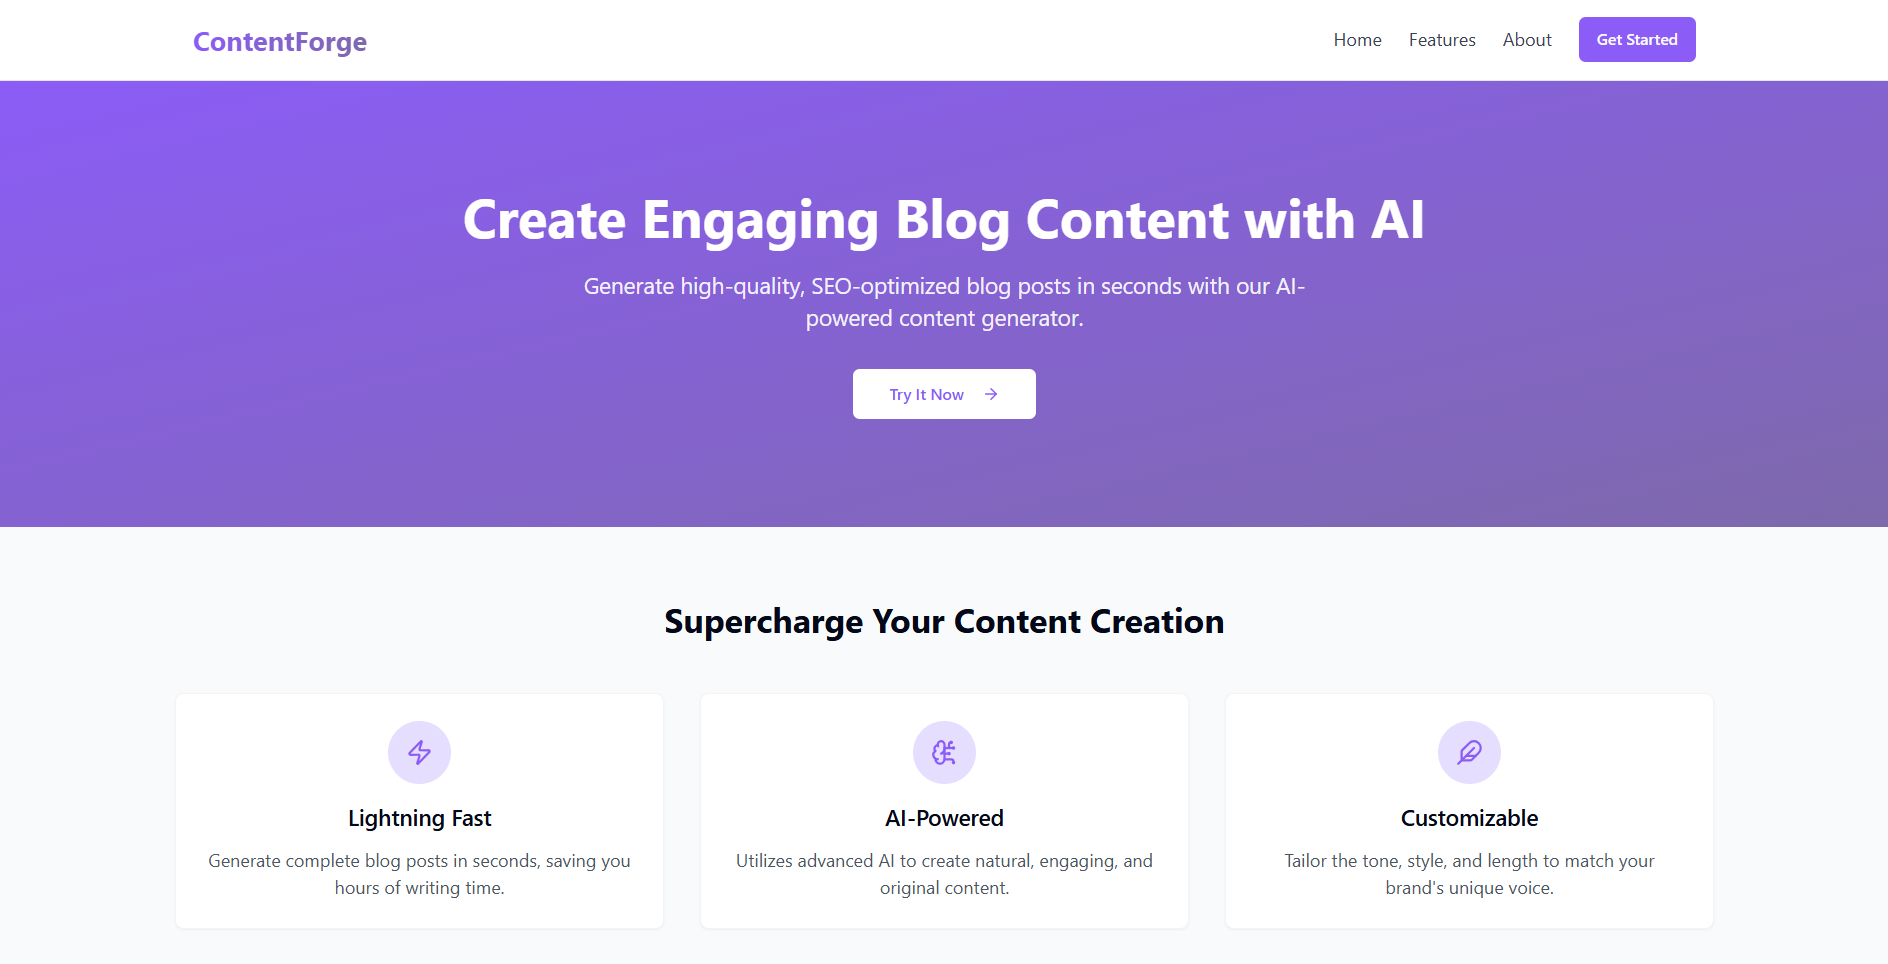 ContentForge
Home
Features
About
Get Started
Create Engaging Blog Content with AI
Generate high-quality, SEO-optimized blog posts in seconds with our AI-
powered content generator.
Try It Now
Supercharge Your Content Creation
Lightning Fast
Generate complete blog posts in seconds, saving you
hours of writing time.
AI-Powered
Utilizes advanced AI to create natural, engaging, and
original content.
Customizable
Tailor the tone, style, and length to match your
brand's unique voice.